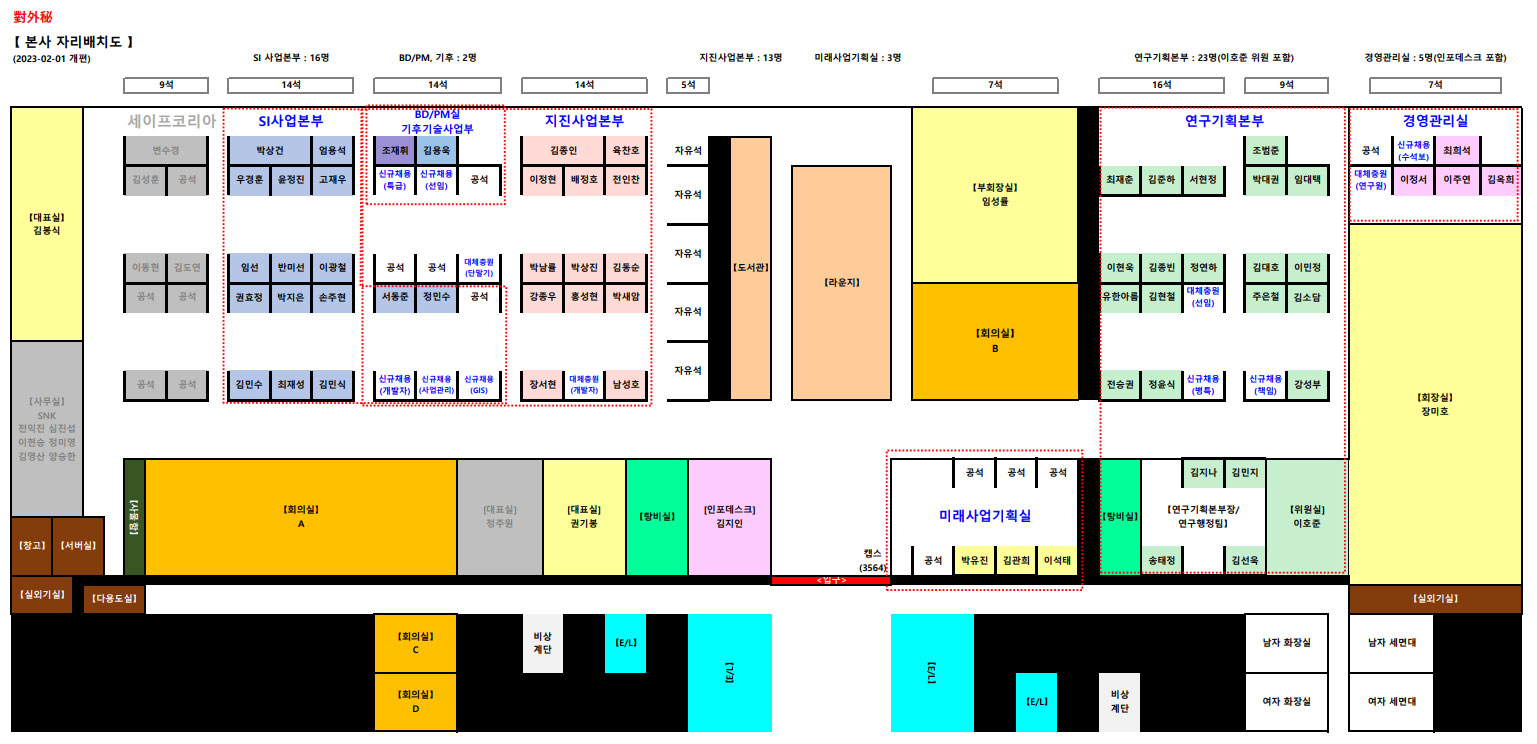 對外秘
【 본사 자리배치도 】
(2023-02-01 개편)
SI 사업본부 : 16명
BD/PM, 기후 : 2명
지진사업본부 : 13명
미래사업기획실 : 3명
연구기획본부 : 23명(이호준 위원 포함)
경영관리실 : 5명(인포데스크 포함)
9석
14석
14석
14석
5석
7석
16석
9석
7석
【대표실】
김봉식
【사무실】
SNK
전익진 심진섭
이현승 정미영
김영산 양승한
【창고】
【서버실】
【실외기실】
【다용도실】
세이프코리아
변수경
김성훈 공석
이동현 김도연
공석 공석
공석 공석
SI사업본부
박상건 엄용석
우경훈 윤정진 고재우
임선 반미선 이광철
권효정 박지은 손주현
김민수 최재성 김민식
BD/PM실
기후기술사업부
조재휘 김용욱
신규채용
(특급)
신규채용
(선임)
공석
공석 공석
대체충원
(단말기)
서동준 정민수 공석
신규채용
(개발자)
신규채용
(사업관리)
신규채용
(GIS)
지진사업본부
김종인 육찬호
이정현 배정호 전인찬
박남률 박상진 김동순
강종우 홍성현 박새암
장서현
대체충원
(개발자)
남성호
자유석
자유석
자유석
자유석
자유석
【도서관】
【라운지】
【부회장실】
임성률
【회의실】
B
연구기획본부
조범준
최재춘 김준하 서현정
박대권 임대택
이현욱 김종빈 정연하
김대호 이민정
유한아름 김현철
대체충원
(선임)
주은철 김소담
전승권 정윤식
신규채용
(병특)
신규채용
(책임)
강성부
경영관리실
공석
신규채용
(수석보)
최희석
대체충원
(연구원)
이정서 이주연 김옥희
【회장실】
장미호
【사물함】
【회의실】
A
[대표실]
정주원
[대표실]
권기봉
【탕비실】
[인포데스크]
김지인
캡스
(3564)
<입구>
공석 공석 공석
미래사업기획실
공석 박유진 김관희 이석태
【탕비실】
김지나 김민지
【연구기획본부장/
연구행정팀】
송태정 김선욱
【위원실】
이호준
【실외기실】
【회의실】
C
【회의실】
D
비상
계단
【E/L】
【E/L】
【E/L】
【E/L】
비상
계단
남자 화장실
여자 화장실
남자 세면대
여자 세면대